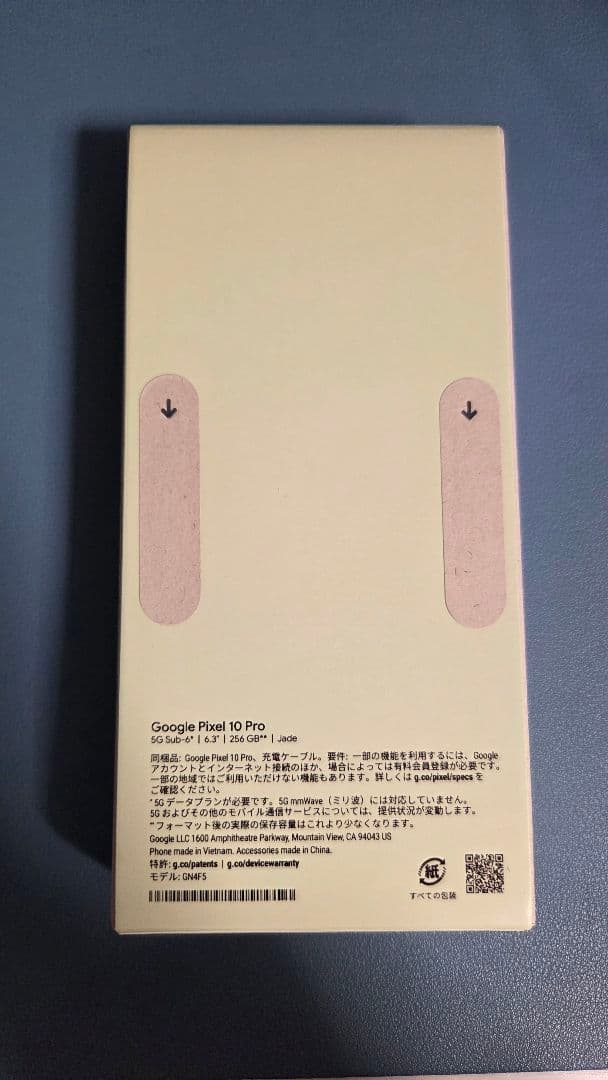 Google Pixel 10 Pro
5G Sub-6* | 6.3" | 256 GB** | Jade
同梱品: Google Pixel 10 Pro、充電ケーブル。要件: 一部の機能を利用するには、Google
アカウントとインターネット接続のほか、場合によっては有料会員登録が必要です。
一部の地域ではご利用いただけない機能もあります。詳しくは g.co/pixel/specs を
ご確認ください。
*5G データプランが必要です。5G mmWave（ミリ波）には対応していません。
5G およびその他のモバイル通信サービスについては、提供状況が変動します。
**フォーマット後の実際の保存容量はこれより少なくなります。
Google LLC 1600 Amphitheatre Parkway, Mountain View, CA 94043 US
Phone made in Vietnam. Accessories made in China.
特許: g.co/patents | g.co/devicewarranty
モデル: GN4F5
紙
すべての包装